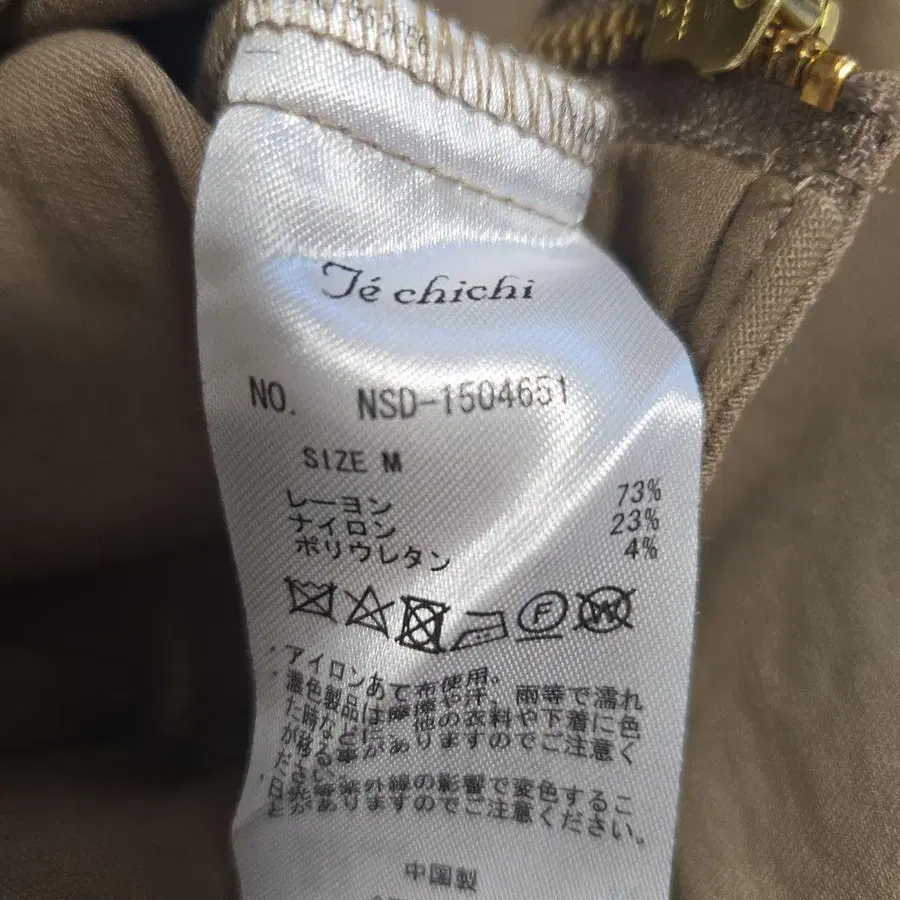 Té chichi
NO. NSD-1504651
SIZE M
レーヨン 73%
ナイロン 23%
ポリウレタン 4%
F
W
・アイロンあて布使用。
・濃色製品は摩擦や汗、雨等で濡れ
た時などに、他の衣料や下着に色
が移る事がありますのでご注意く
ださい。
紫外線の影響で変色するこ
とがありますのでご注意ください。
中国製